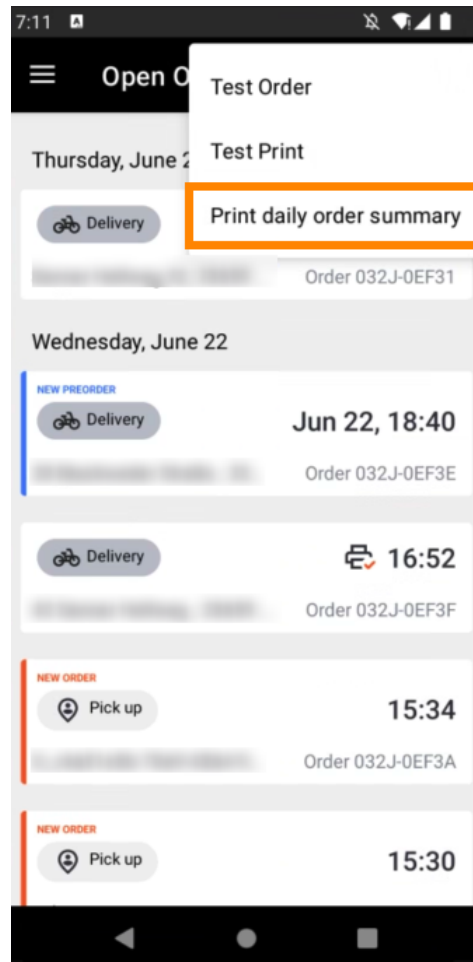 7:11
Open O
Test Order
Test Print
Print daily order summary
Thursday, June 2
Delivery
Order 032J-0EF31
Wednesday, June 22
NEW PREORDER
Delivery
Jun 22, 18:40
Order 032J-0EF3E
Delivery
16:52
Order 032J-0EF3F
NEW ORDER
Pick up
15:34
Order 032J-0EF3A
NEW ORDER
Pick up
15:30